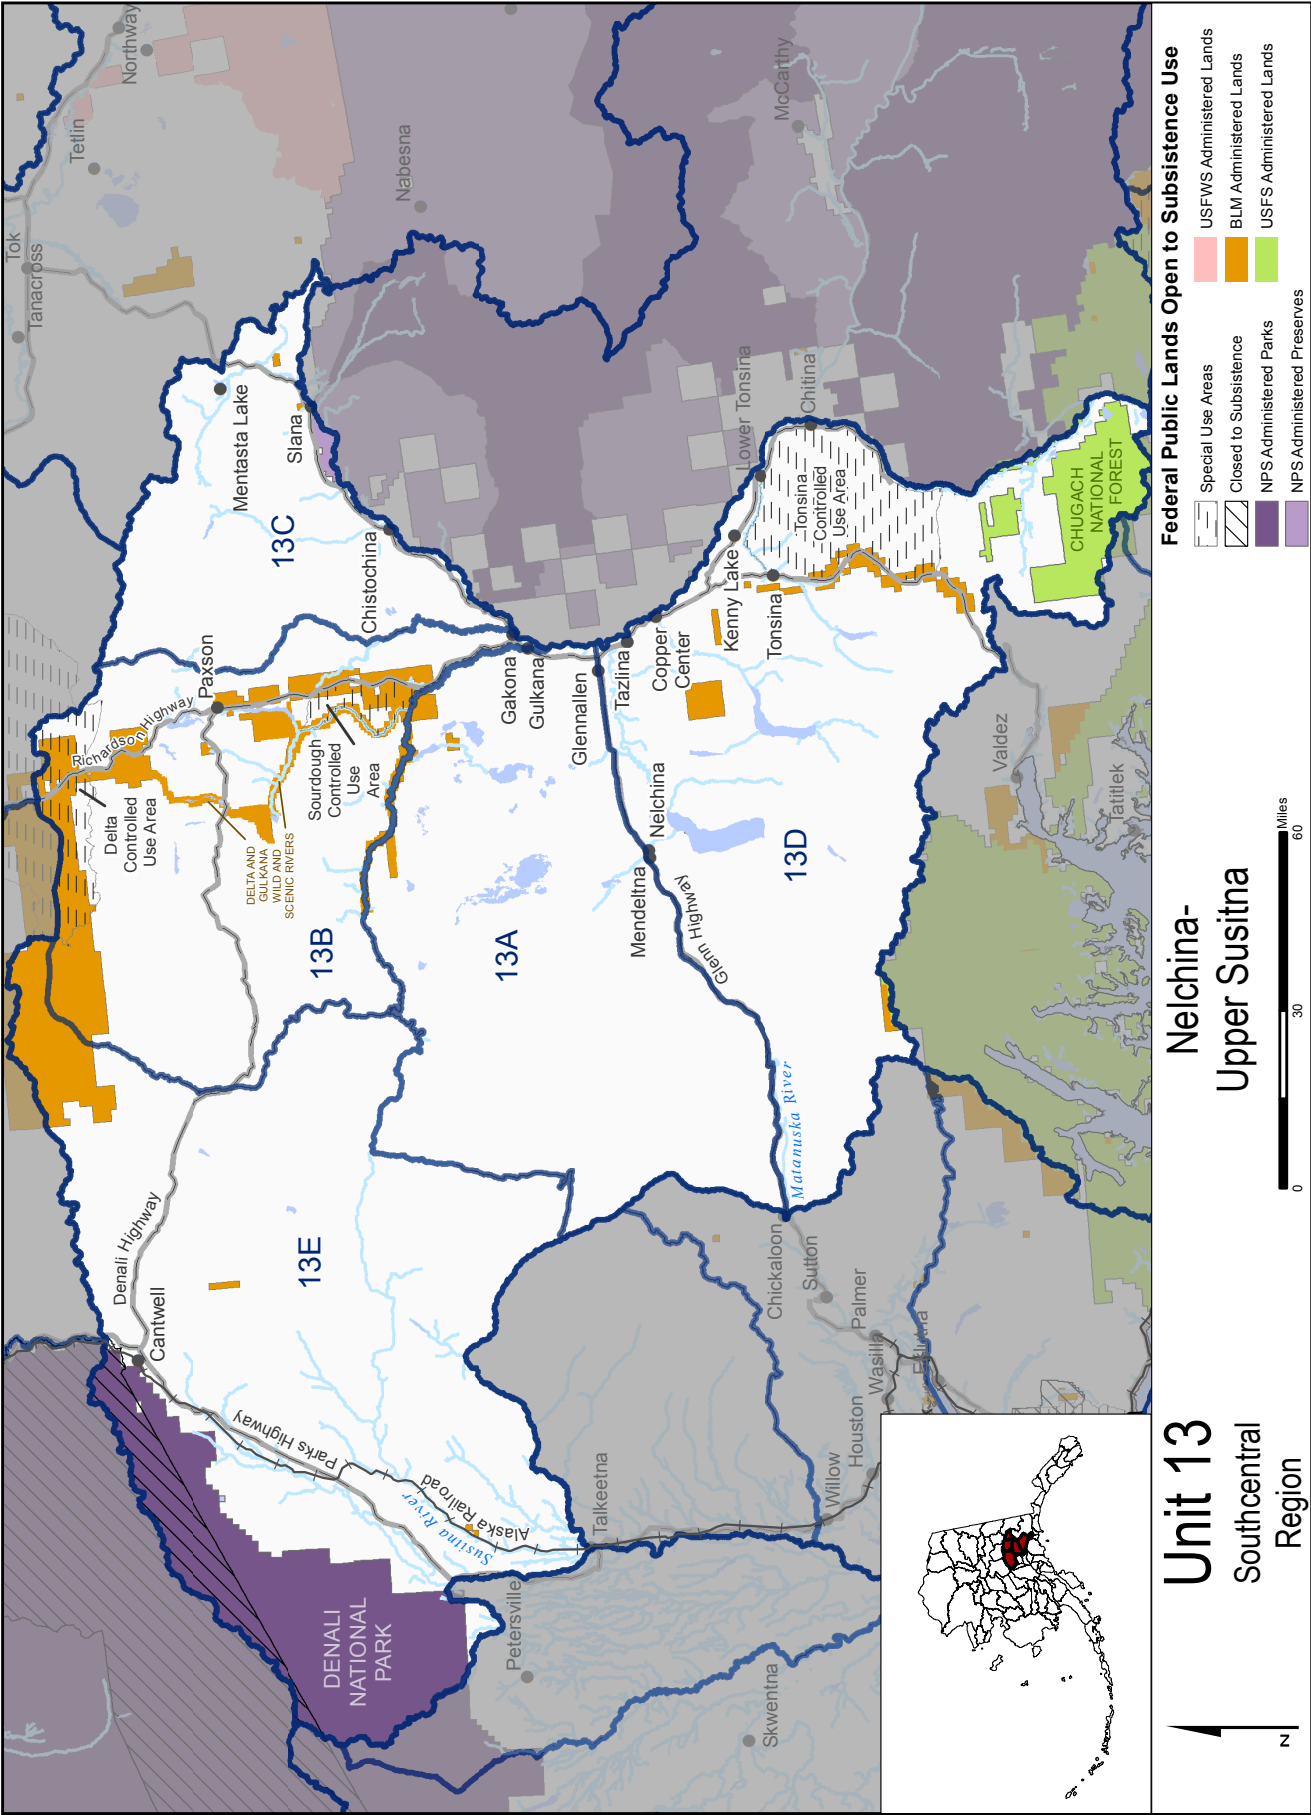 Northway
Tetlin
Tok
Tanacross
Nabesna
McCarthy
Mentasta Lake
Slana
13C
Chistochina
Lower Tonsina
Chitina
Tonsina
Controlled
Use Area
CHUGACH
NATIONAL
FOREST
Kenny Lake
Tonsina
Copper
Center
Tazlina
Gakona
Gulkana
Glennallen
Paxson
Richardson Highway
Delta
Controlled
Use Area
Sourdough
Controlled
Use
Area
DELTA AND
GULKANA
WILD AND
SCENIC RIVERS
13B
13A
Nelchina
Mendeltna
Glenn Highway
13D
Valdez
Tatitlek
Matanuska River
Chickaloon
Sutton
Palmer
Wasilla
Eklutna
Houston
Willow
Denali Highway
Cantwell
13E
Parks Highway
Alaska Railroad
Susitna River
Talkeetna
Petersville
Skwentna
DENALI
NATIONAL
PARK
Unit 13
Southcentral
Region
N
Nelchina-
Upper Susitna
0
30
60
Miles
Federal Public Lands Open to Subsistence Use
Special Use Areas
Closed to Subsistence
NPS Administered Parks
NPS Administered Preserves
USFWS Administered Lands
BLM Administered Lands
USFS Administered Lands